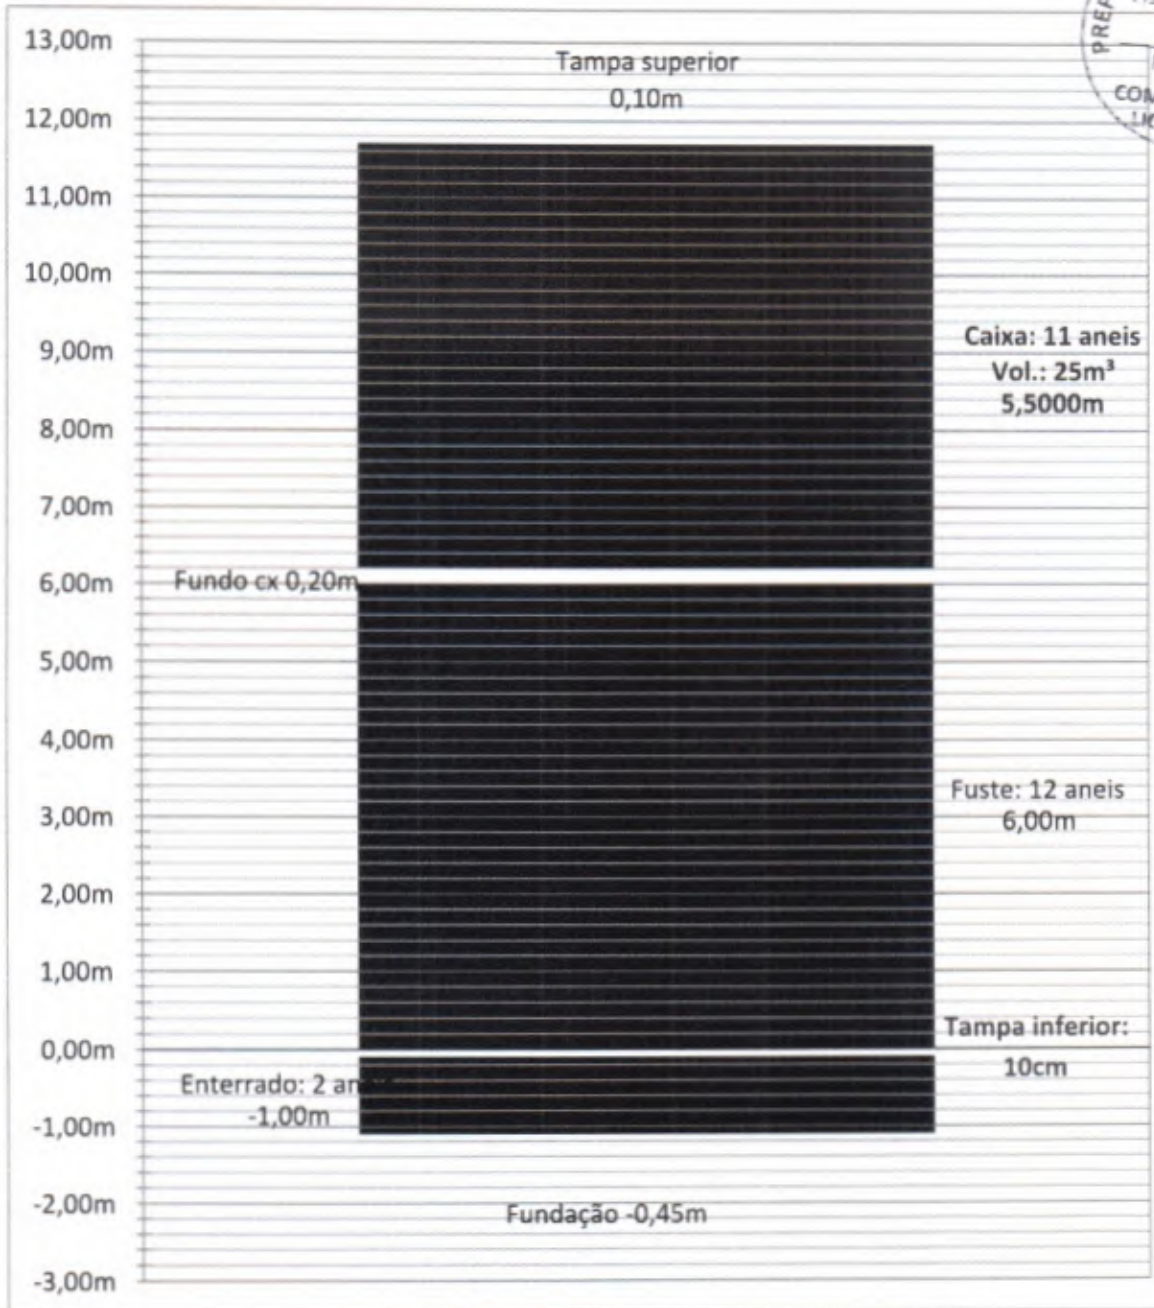 PREF
COM
13,00m
Tampa superior
0,10m
12,00m
11,00m
10,00m
9,00m
Caixa: 11 aneis
Vol.: 25m³
5,5000m
8,00m
7,00m
6,00m
Fundo cx 0,20m
5,00m
4,00m
Fuste: 12 aneis
3,00m
6,00m
2,00m
1,00m
Tampa inferior:
0,00m
10cm
Enterrado: 2
-1,00m
-1,00m
-2,00m
Fundação -0,45m
-3,00m